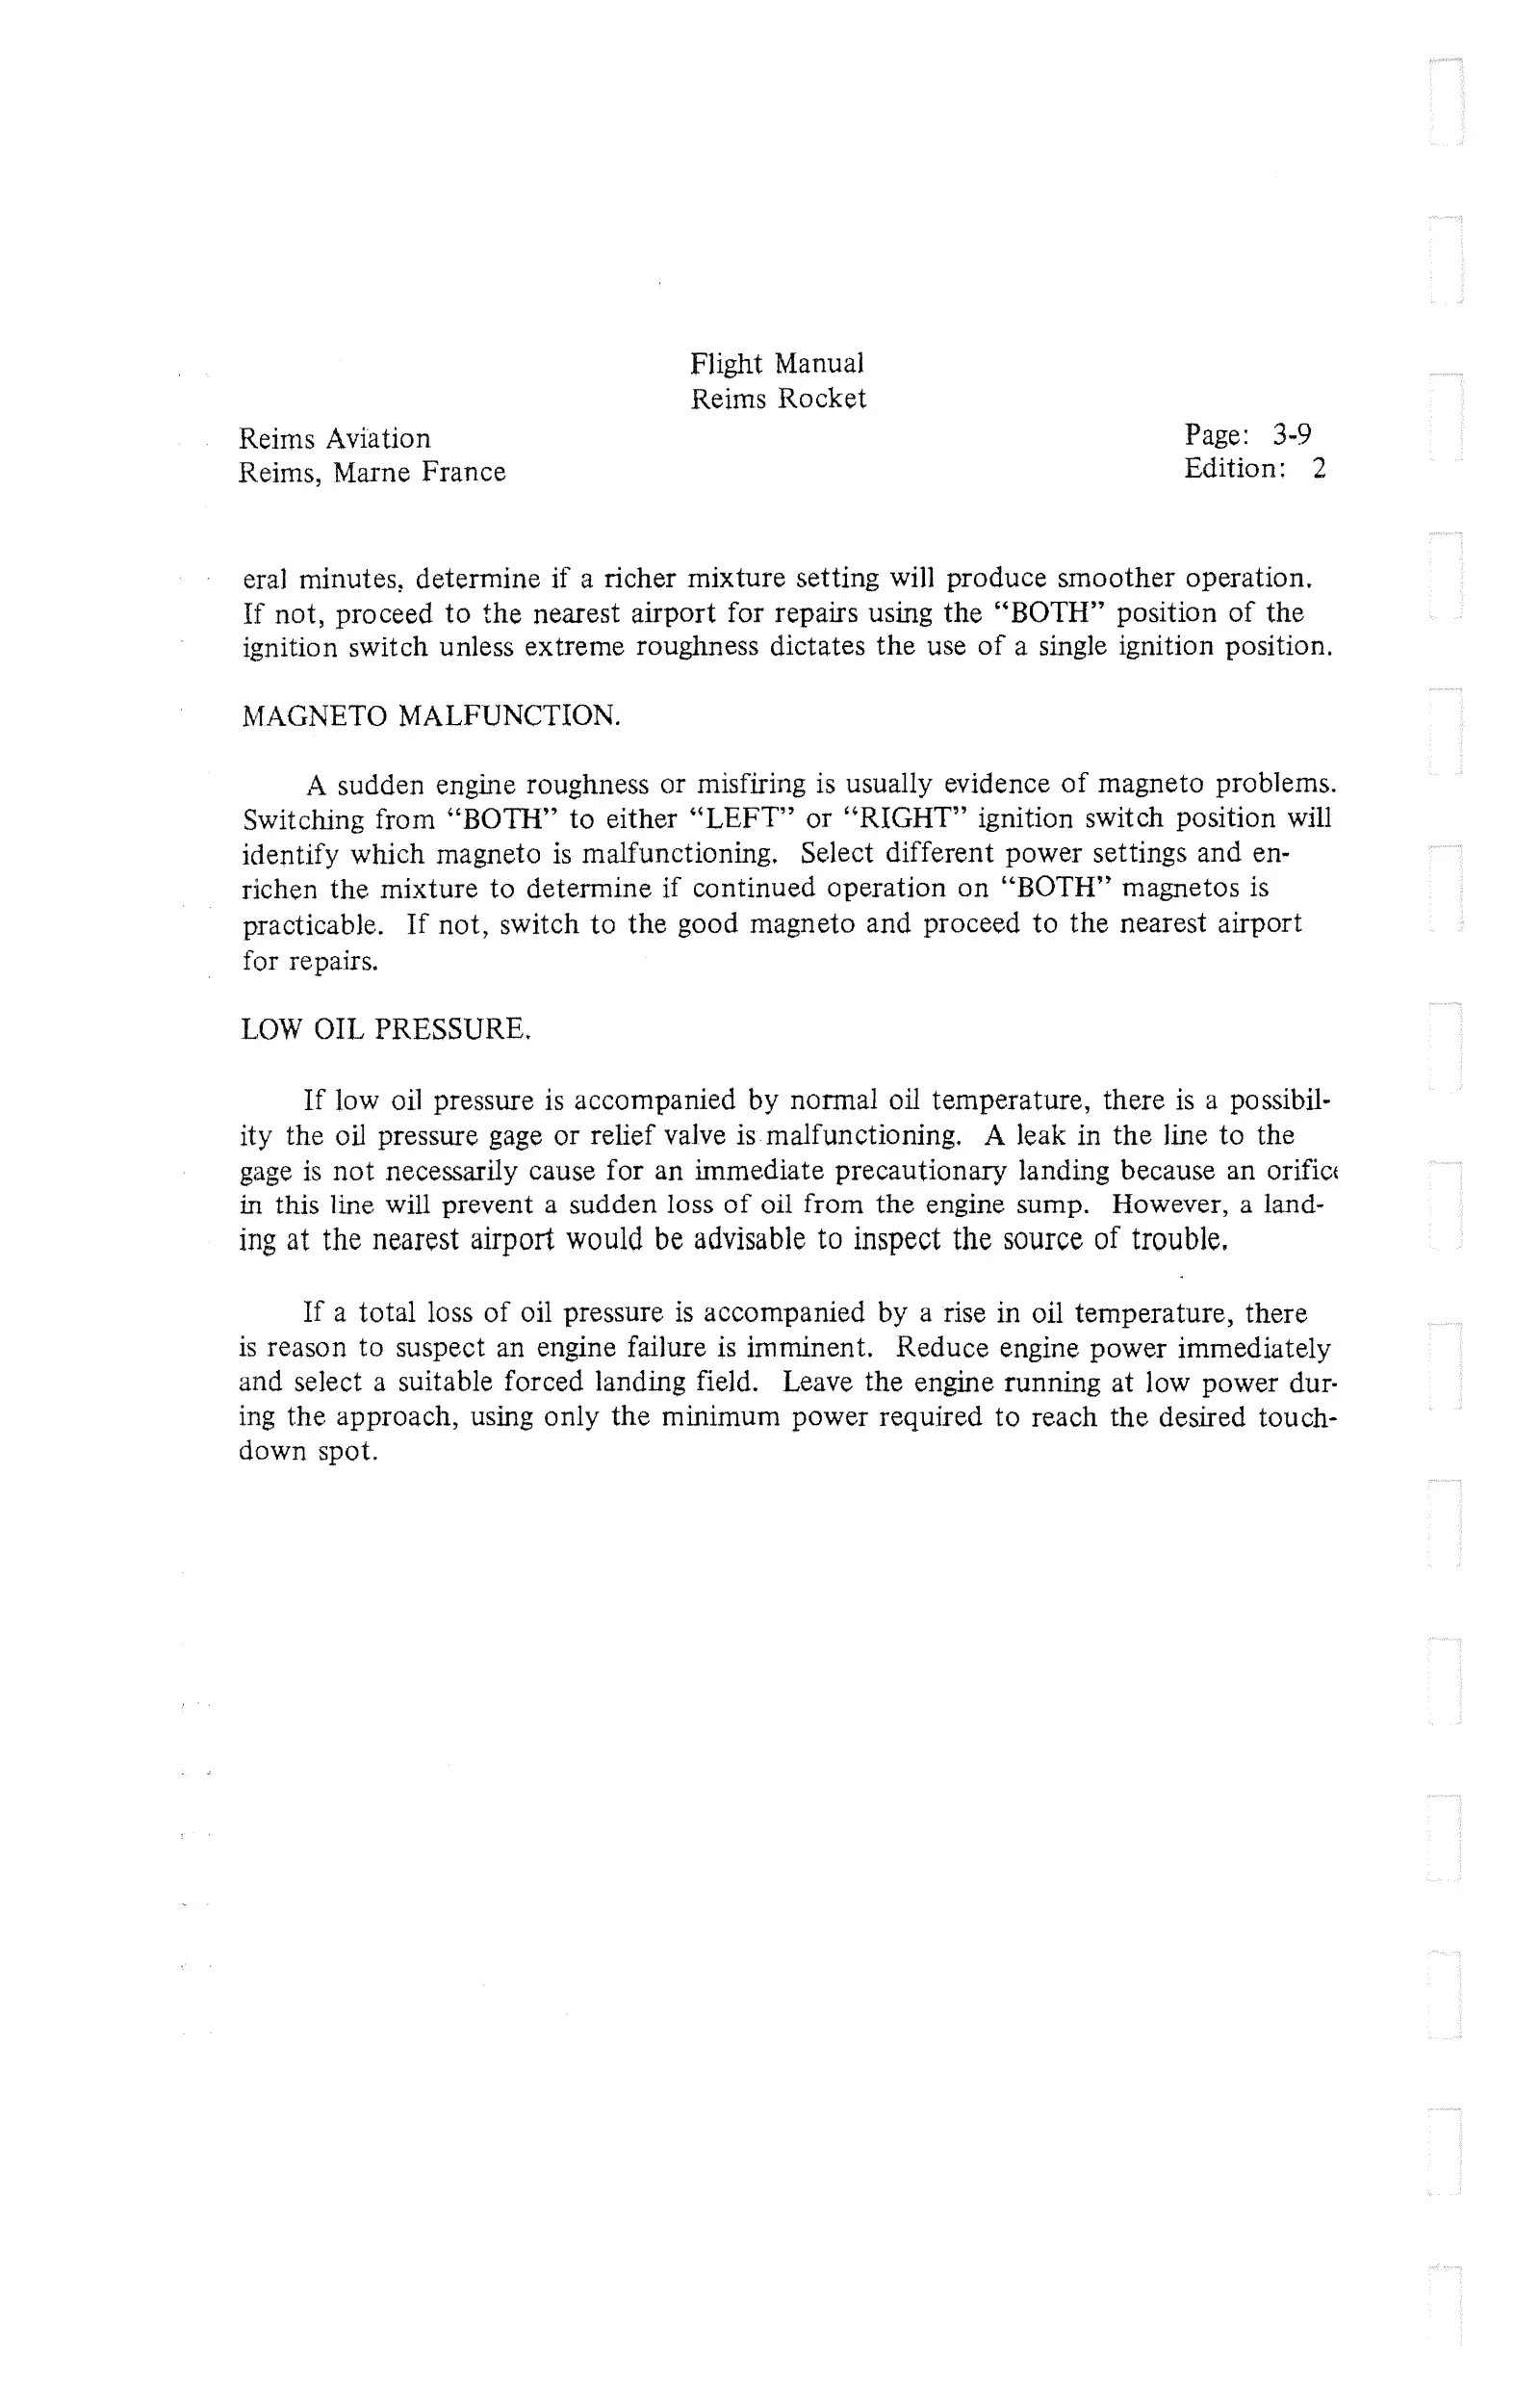 Flight Manual
Reims Rocket
Reims Aviation
Reims, Marne France
Page: 3-9
Edition: 2
eral minutes, determine if a richer mixture setting will produce smoother operation.
If not, proceed to the nearest airport for repairs using the “BOTH” position of the
ignition switch unless extreme roughness dictates the use of a single ignition position.
MAGNETO MALFUNCTION.
A sudden engine roughness or misfiring is usually evidence of magneto problems.
Switching from “BOTH” to either “LEFT” or “RIGHT” ignition switch position will
identify which magneto is malfunctioning. Select different power settings and en-
richen the mixture to determine if continued operation on “BOTH” magnetos is
practicable. If not, switch to the good magneto and proceed to the nearest airport
for repairs.
LOW OIL PRESSURE.
If low oil pressure is accompanied by normal oil temperature, there is a possibil-
ity the oil pressure gage or relief valve is malfunctioning. A leak in the line to the
gage is not necessarily cause for an immediate precautionary landing because an orifice
in this line will prevent a sudden loss of oil from the engine sump. However, a land-
ing at the nearest airport would be advisable to inspect the source of trouble.
If a total loss of oil pressure is accompanied by a rise in oil temperature, there
is reason to suspect an engine failure is imminent. Reduce engine power immediately
and select a suitable forced landing field. Leave the engine running at low power dur-
ing the approach, using only the minimum power required to reach the desired touch-
down spot.